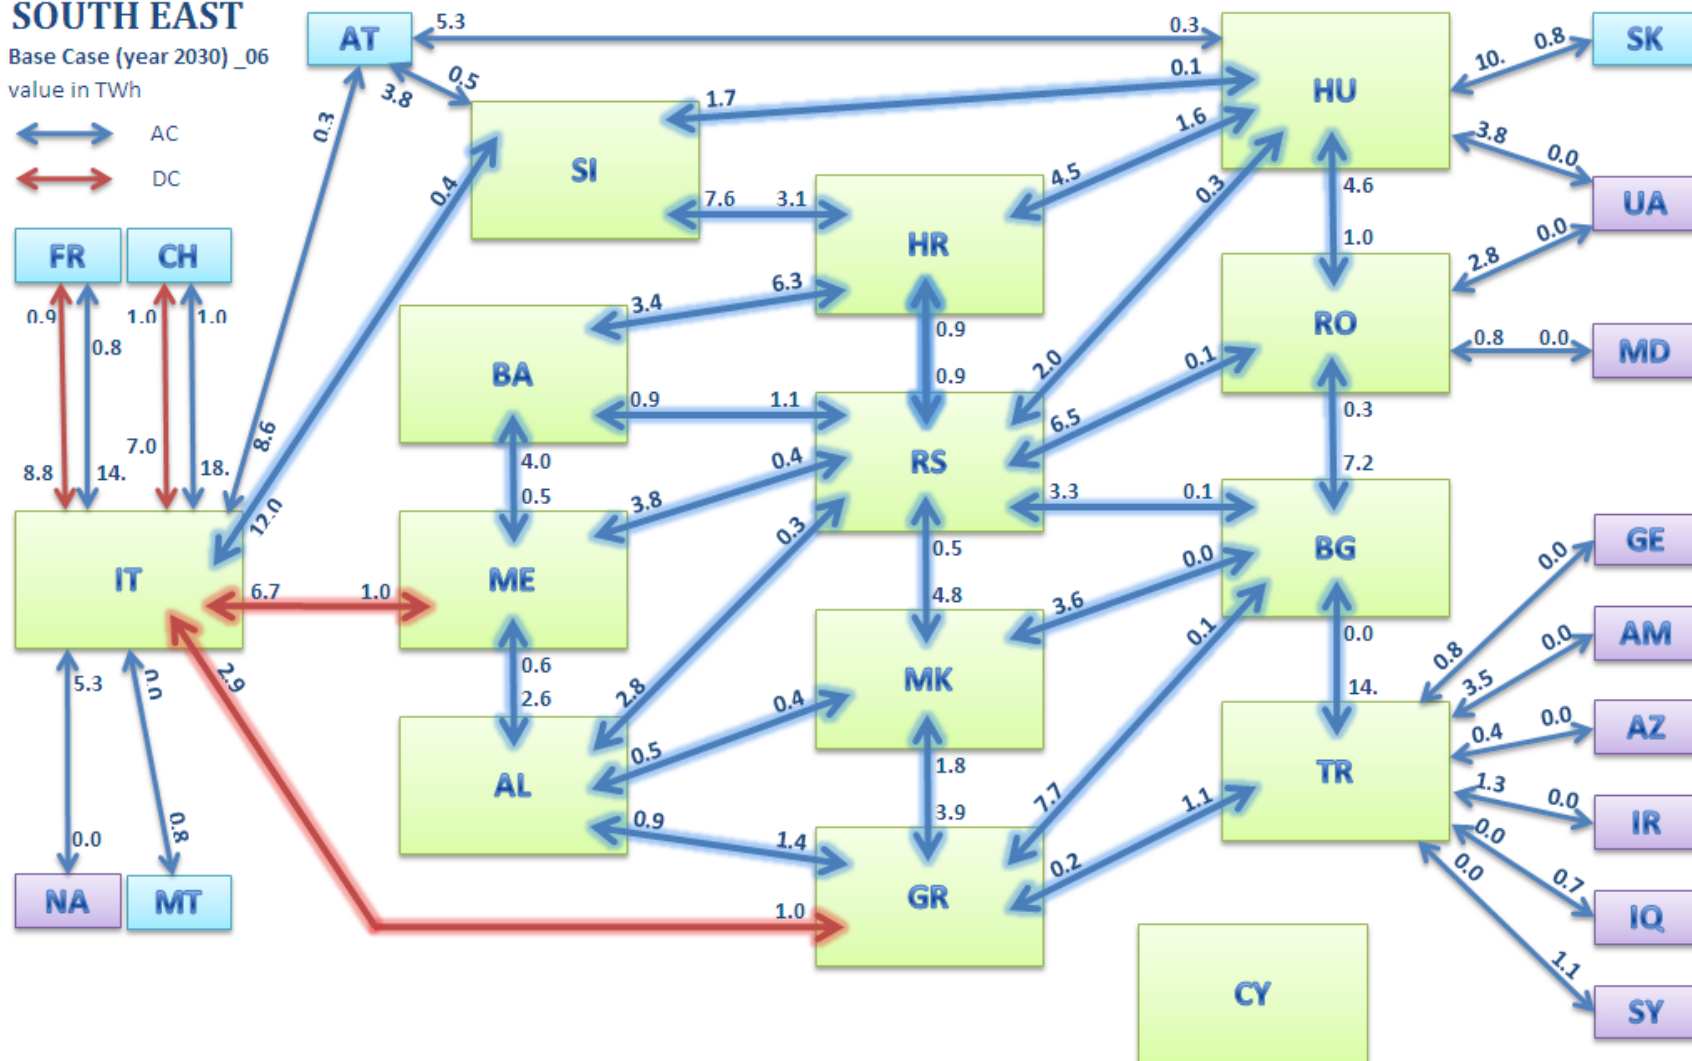 SOUTH EAST
Base Case (year 2030) _06
value in TWh
AC
DC
AT
5.3
0.3
HU
10.
0.8
SK
0.5
3.8
0.3
SI
1.7
0.1
0.4
7.6
3.1
HR
4.5
1.6
0.3
4.6
1.0
3.8
0.0
UA
2.8
0.0
FR
CH
0.9
0.8
1.0
1.0
8.8
14.
7.0
18.
8.6
12.0
BA
3.4
6.3
0.9
0.9
2.0
0.1
6.5
RO
0.8
0.0
MD
0.9
1.1
4.0
0.5
3.8
0.4
RS
0.3
7.2
3.3
0.1
BG
IT
6.7
1.0
ME
0.3
0.5
4.8
3.6
0.0
0.1
0.0
14.
0.0
GE
0.8
0.0
AM
3.5
5.3
0.0
2.9
0.6
2.6
2.8
MK
0.5
0.4
1.8
3.9
AL
0.9
1.4
7.7
1.1
0.2
TR
0.4
0.0
AZ
1.3
0.0
IR
0.0
0.7
IQ
0.0
1.1
SY
0.0
0.8
NA
MT
1.0
GR
CY